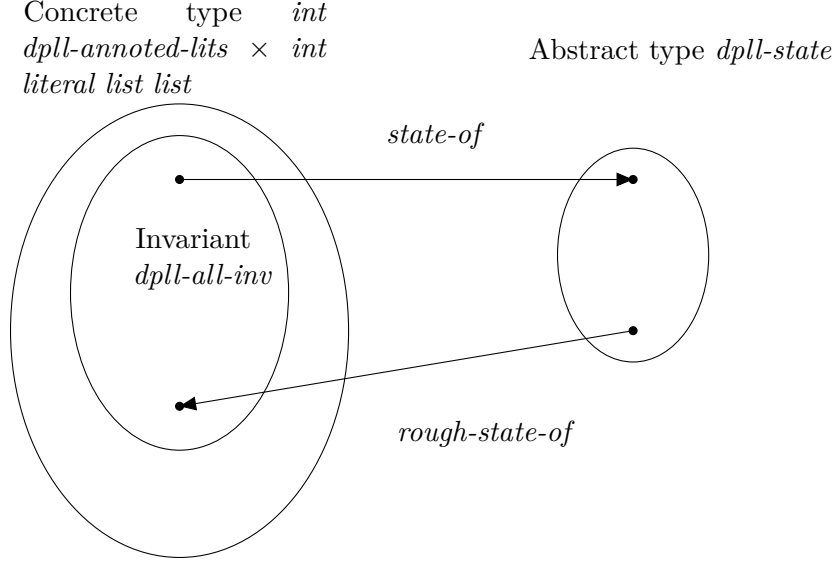 Concrete type int
dpll-annoted-lits × int
literal list list
Abstract type dpll-state
state-of
Invariant
dpll-all-inv
rough-state-of